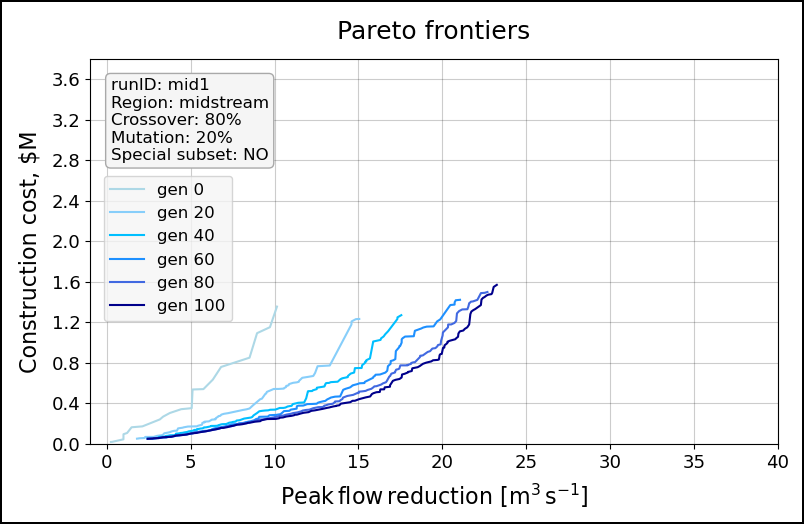 Pareto frontiers
3.6
3.2
2.8
2.4
2.0
1.6
1.2
0.8
0.4
0.0
Construction cost, $M
runID: mid1
Region: midstream
Crossover: 80%
Mutation: 20%
Special subset: NO
gen 0
gen 20
gen 40
gen 60
gen 80
gen 100
0 5 10 15 20 25 30 35 40
Peak flow reduction [m³ s⁻¹]